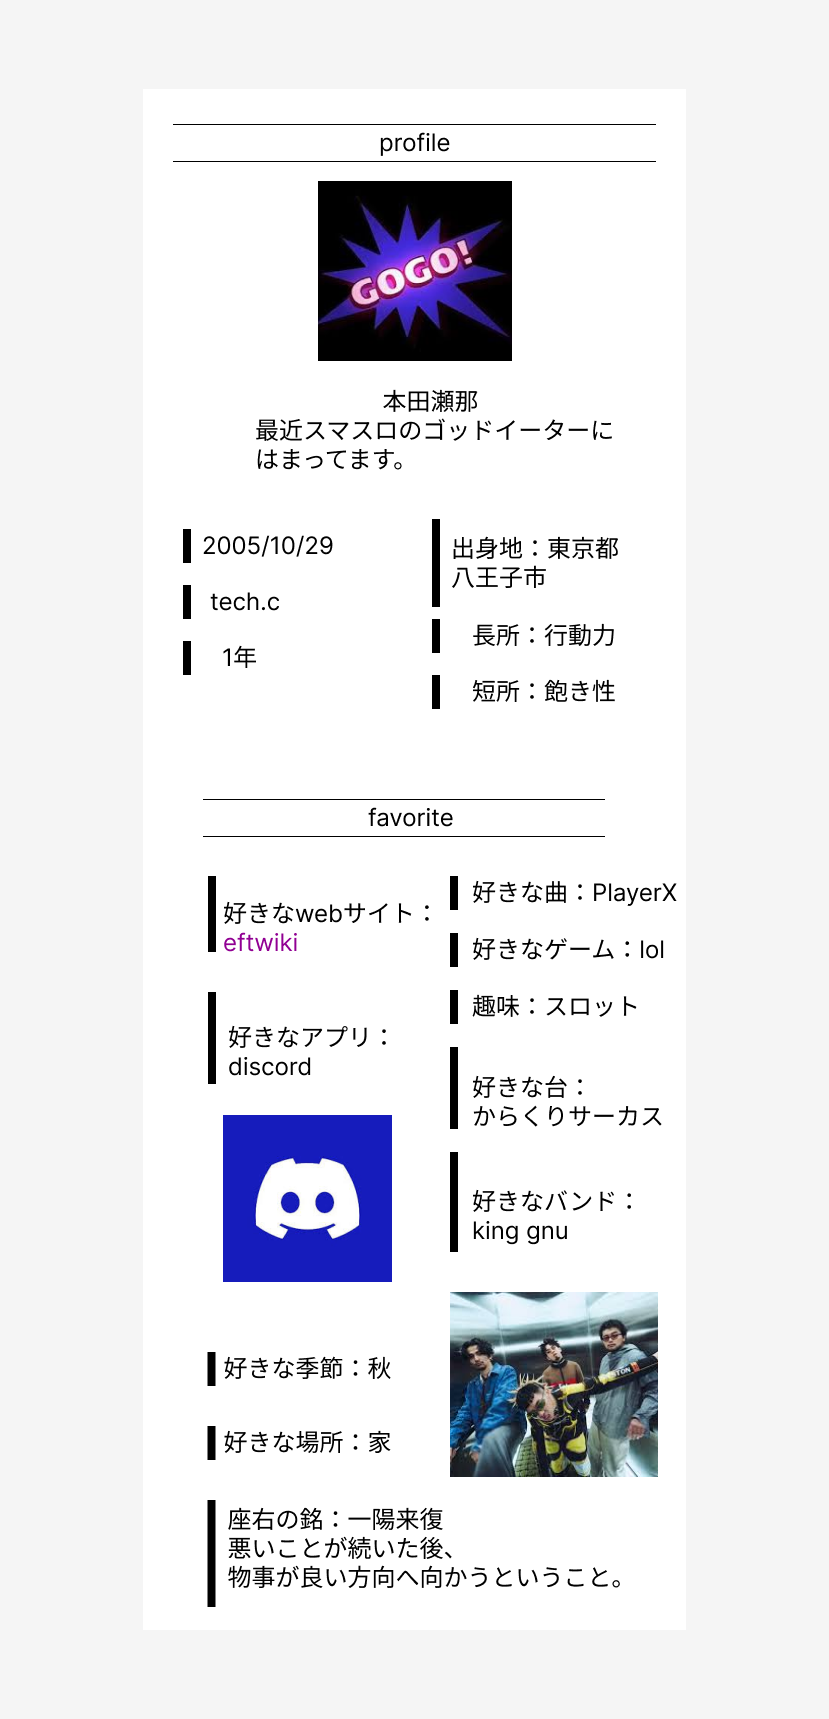 profile
GOGO!
本田瀬那
最近スマスロのゴッドイーターに
はまってます。
2005/10/29
tech.c
1年
出身地：東京都
八王子市
長所：行動力
短所：飽き性
favorite
好きなwebサイト：
eftwiki
好きなアプリ：
discord
好きな曲：PlayerX
好きなゲーム：lol
趣味：スロット
好きな台：
からくりサーカス
好きなバンド：
king gnu
好きな季節：秋
好きな場所：家
座右の銘：一陽来復
悪いことが続いた後、
物事が良い方向へ向かうということ。